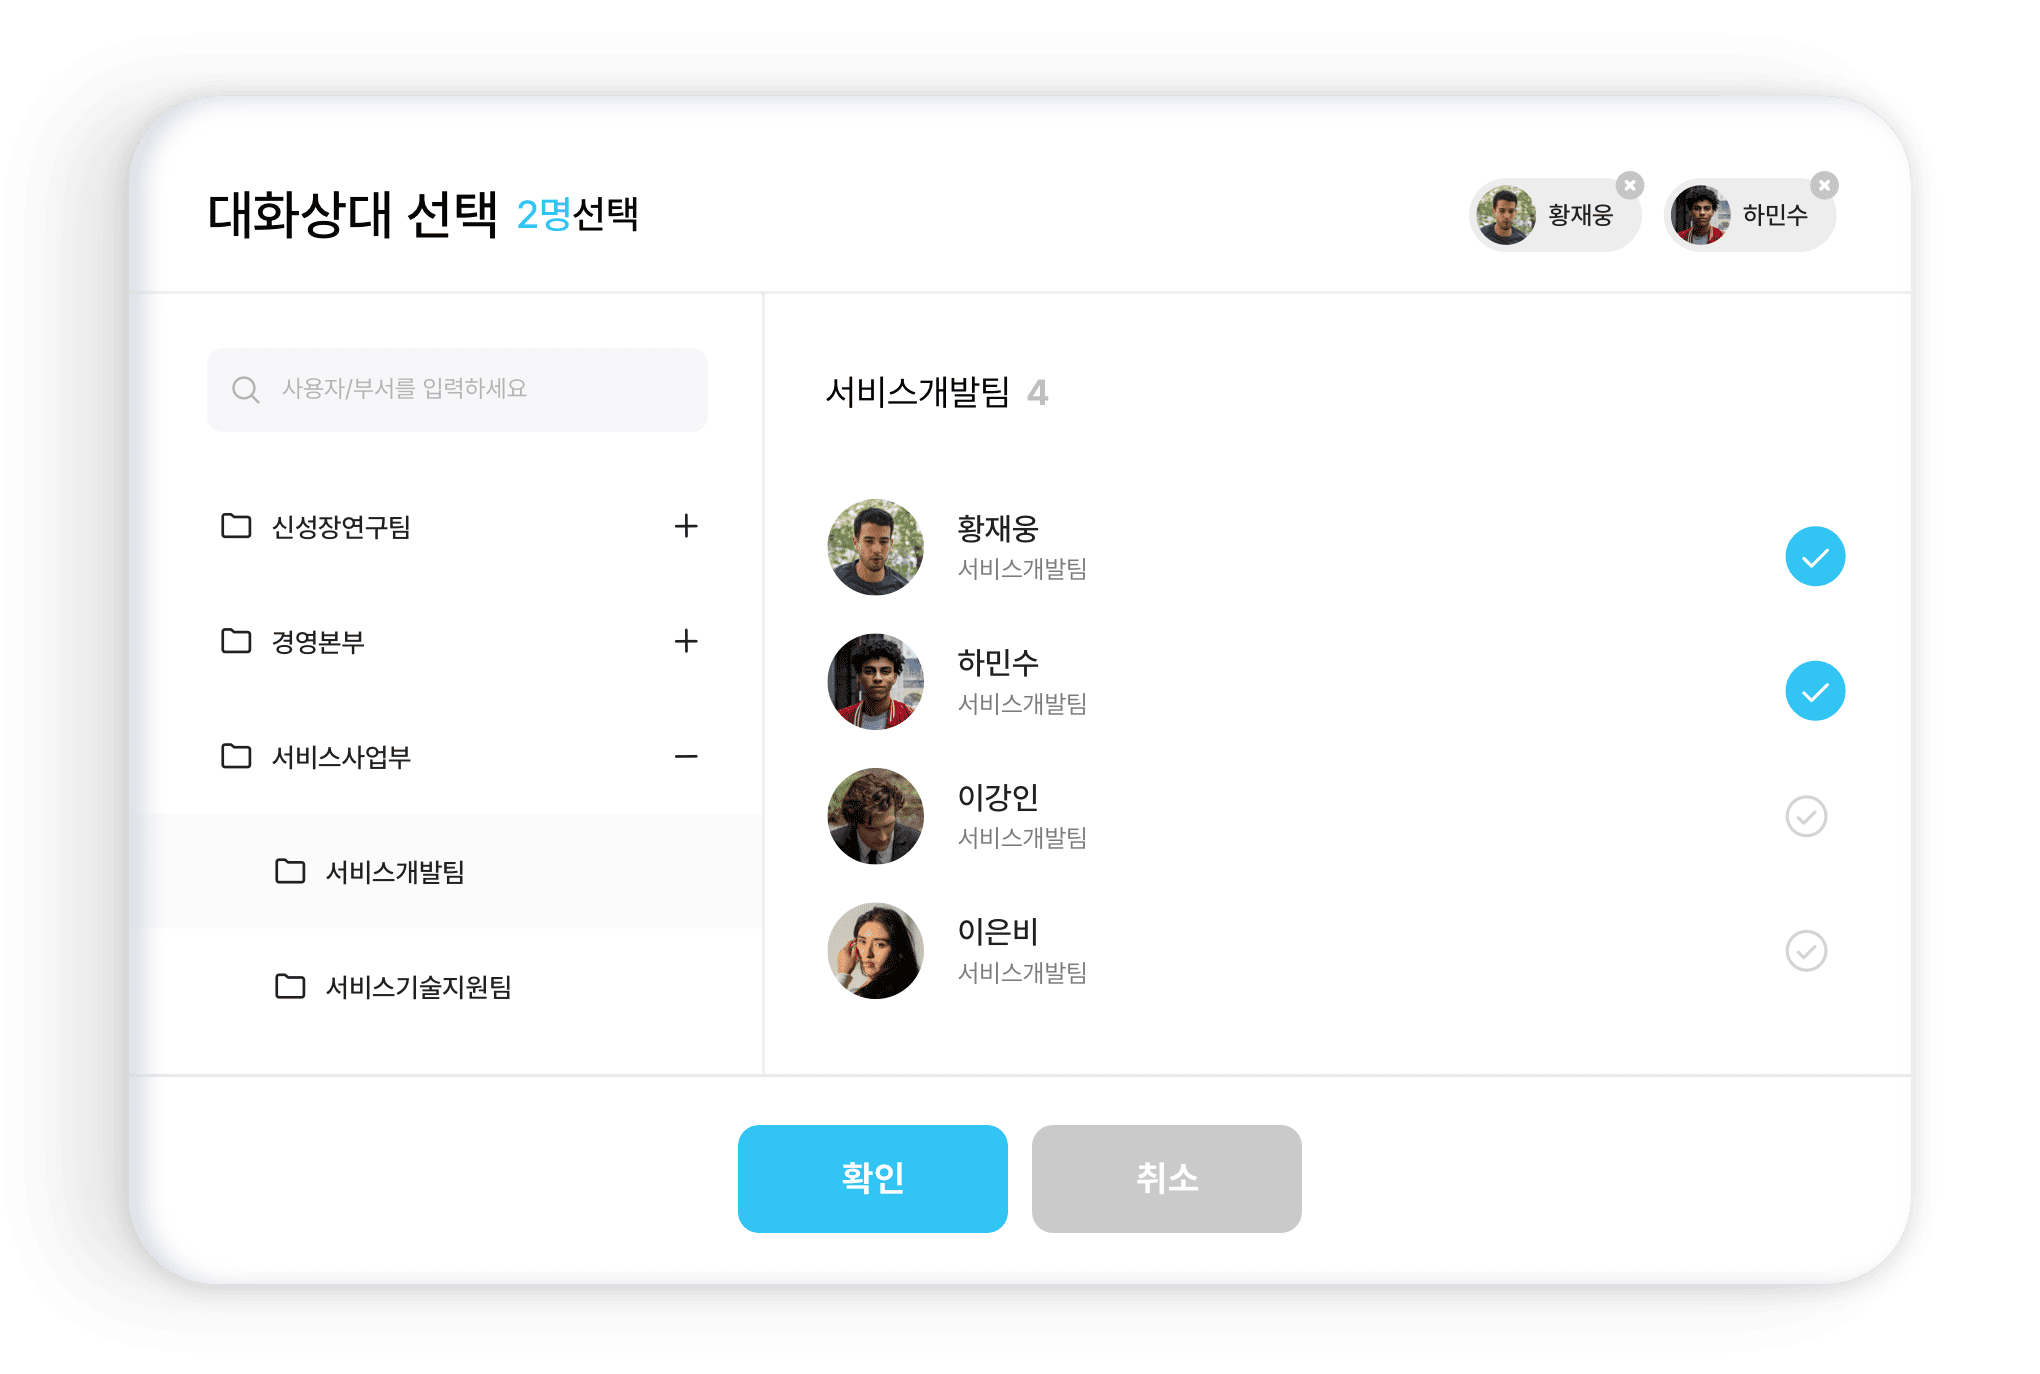 대화상대 선택 2명선택
황재웅
하민수
사용자/부서를 입력하세요
신성장연구팀
경영본부
서비스사업부
서비스개발팀
서비스기술지원팀
서비스개발팀 4
황재웅
서비스개발팀
하민수
서비스개발팀
이강인
서비스개발팀
이은비
서비스개발팀
확인
취소